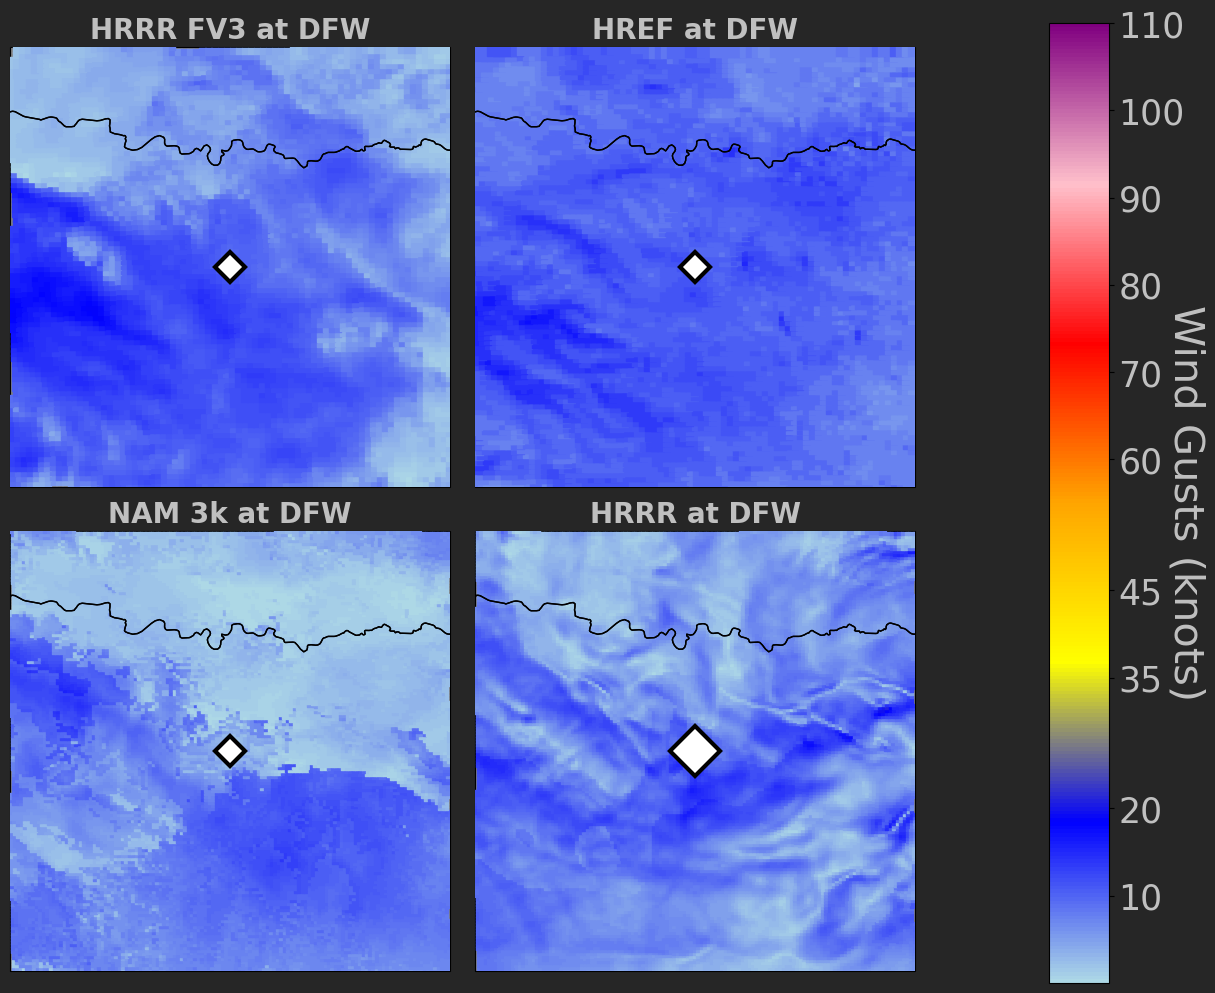 HRRR FV3 at DFW
HREF at DFW
NAM 3k at DFW
HRRR at DFW
110
100
90
80
70
60
45
35
20
10
Wind Gusts (knots)